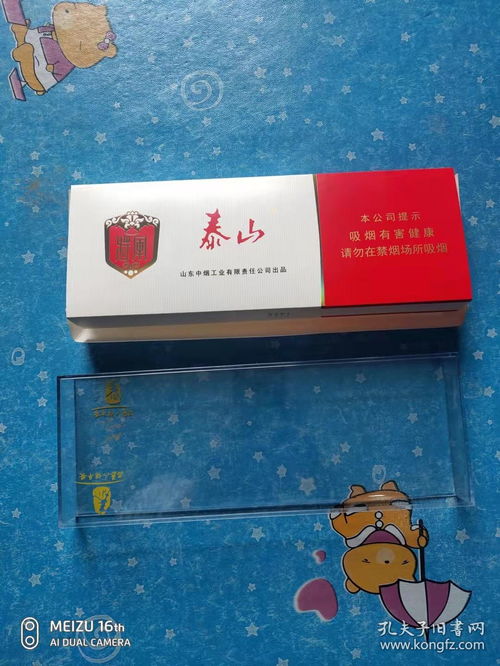 泰山
山东中烟工业有限责任公司出品
本公司提示
吸烟有害健康
请勿在禁烟场所吸烟
MEIZU 16th
AI DUAL CAMERA
孔夫子旧书网
www.kongfz.com